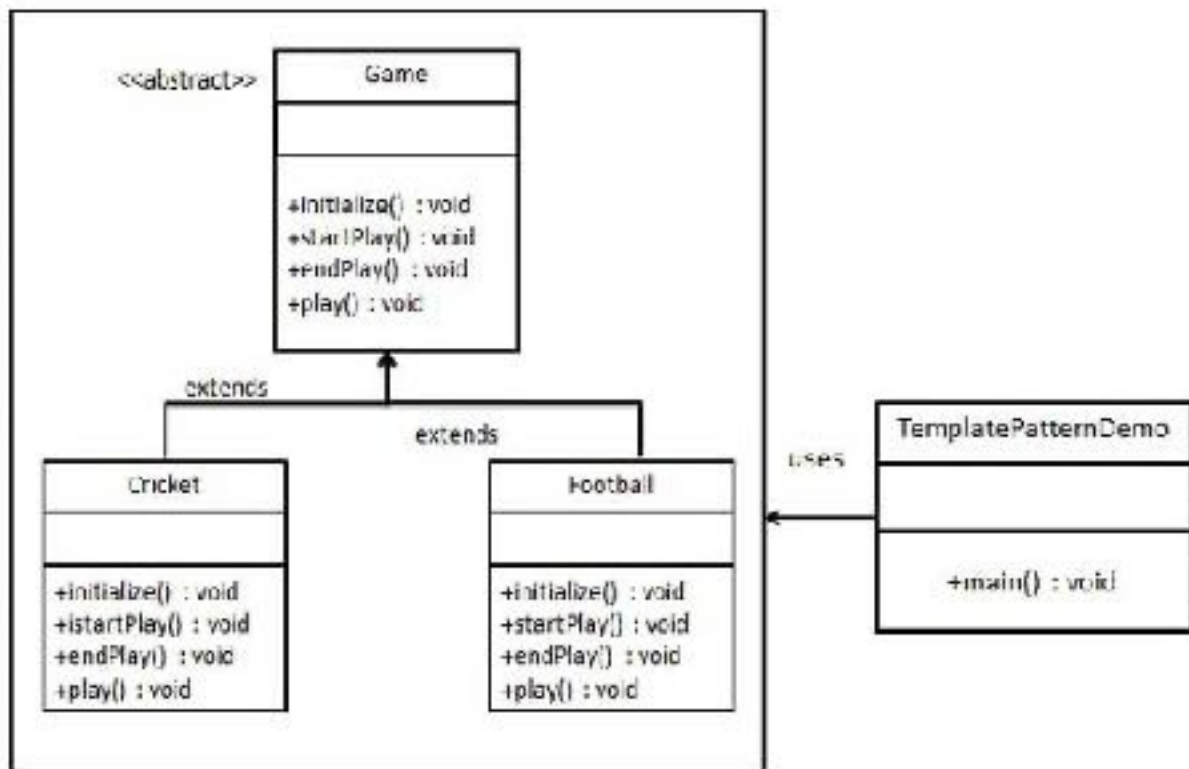 <<abstract>>
Game
+initialize() : void
+startPlay() : void
+endPlay() : void
+play() : void
extends
extends
Cricket
+initialize() : void
+istartPlay() : void
+endPlay() : void
+play() : void
Football
+initialize() : void
+startPlay() : void
+endPlay() : void
+play() : void
uses
TemplatePatternDemo
+main() : void